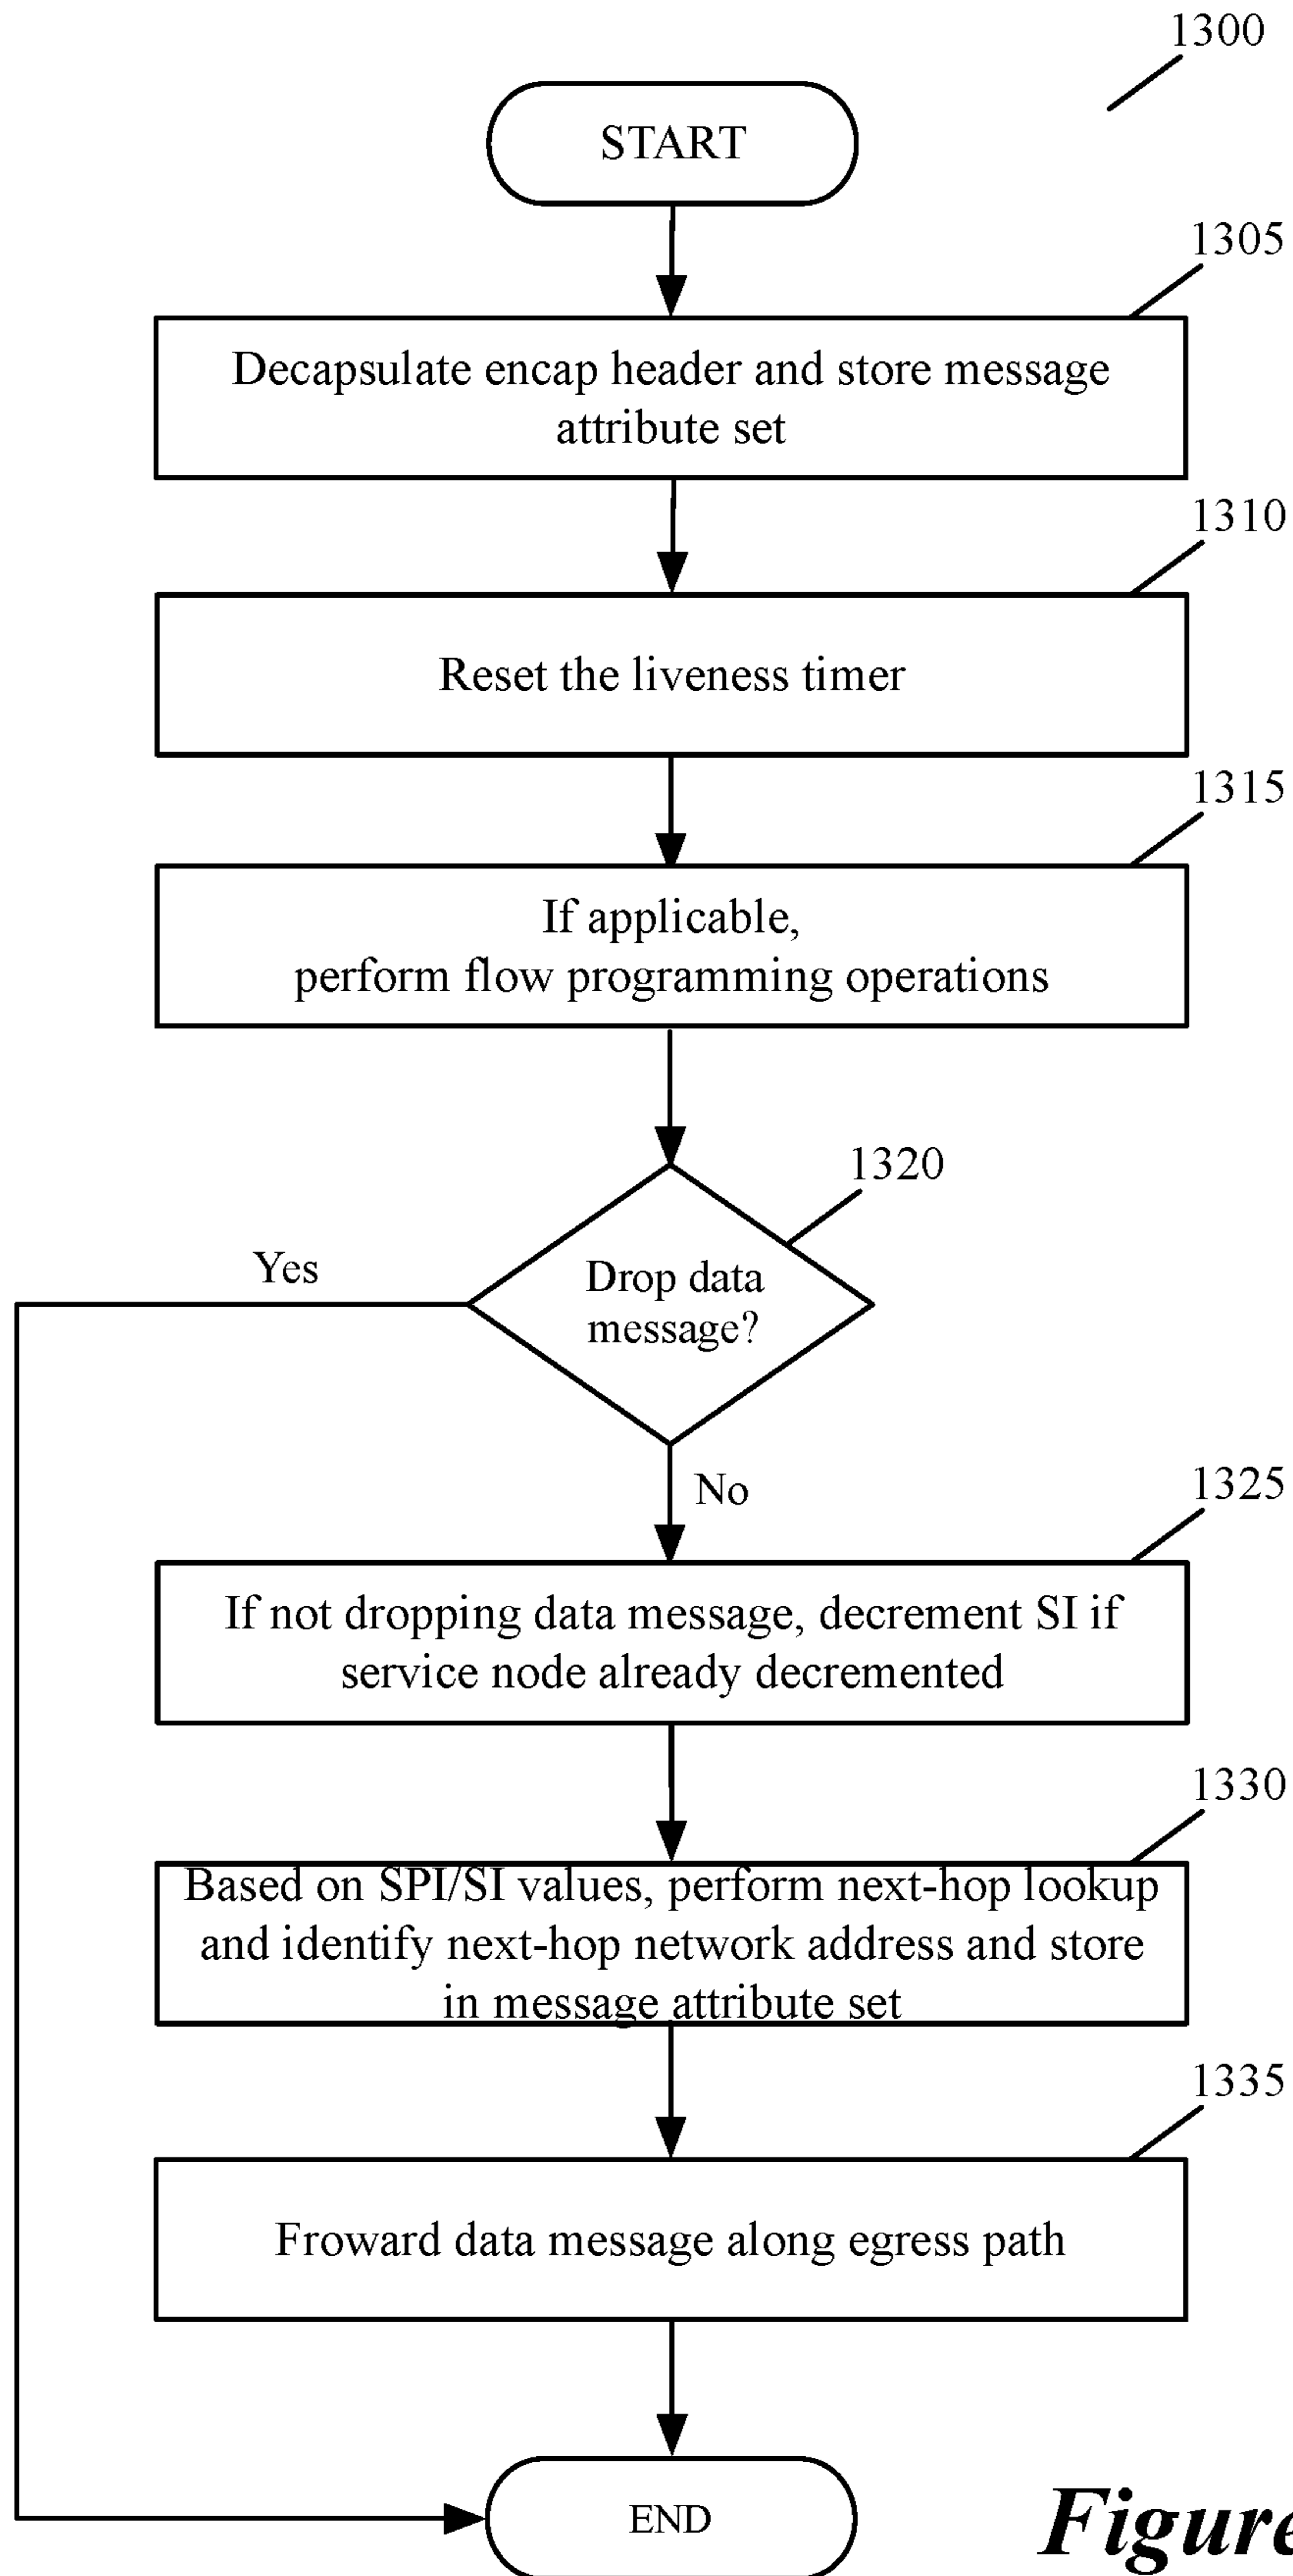 1300
START
1305
Decapsulate encap header and store message
attribute set
1310
Reset the liveness timer
1315
If applicable,
perform flow programming operations
1320
Drop data
message?
Yes
No
1325
If not dropping data message, decrement SI if
service node already decremented
1330
Based on SPI/SI values, perform next-hop lookup
and identify next-hop network address and store
in message attribute set
1335
Froward data message along egress path
END
Figure